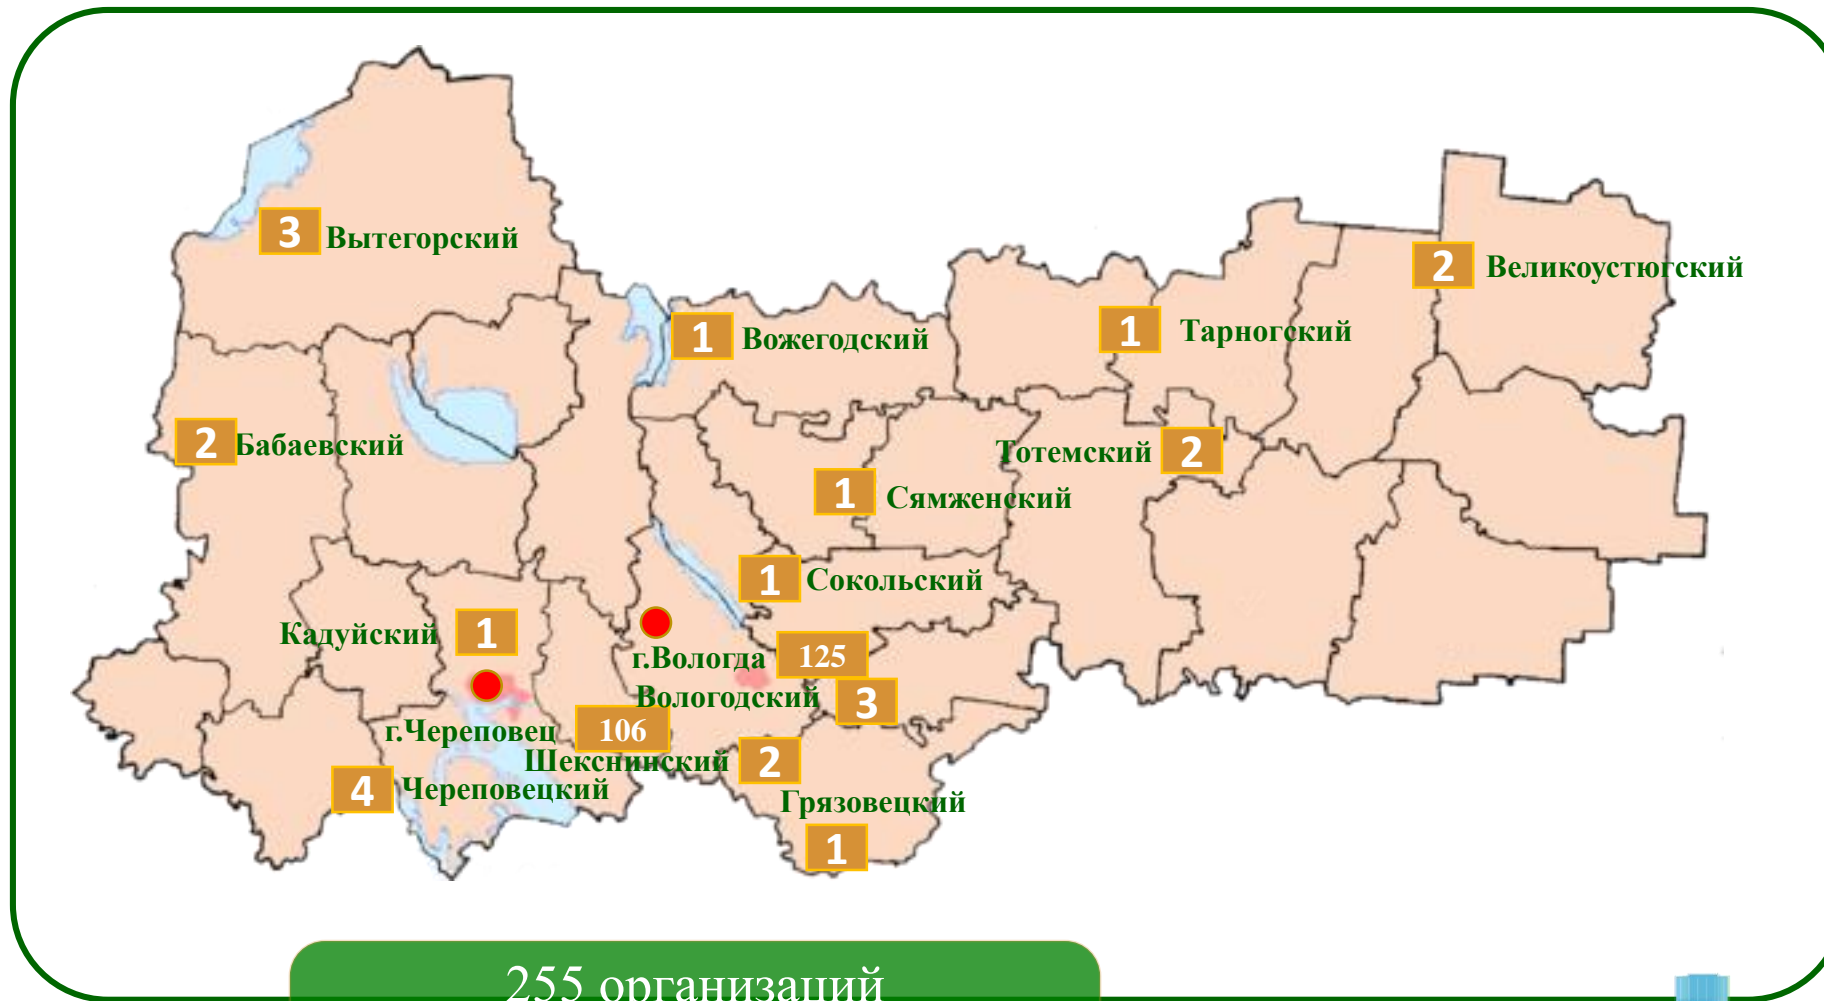 3 Вытегорский
2 Великоустюгский
1 Вожегодский
1 Тарногский
2 Бабаевский
Тотемский 2
1 Сямженский
1 Сокольский
Кадуйский 1
г.Вологда 125
Вологодский 3
г.Череповец 106
Шекснинский 2
4 Череповецкий
Грязовецкий
1
255 организаций